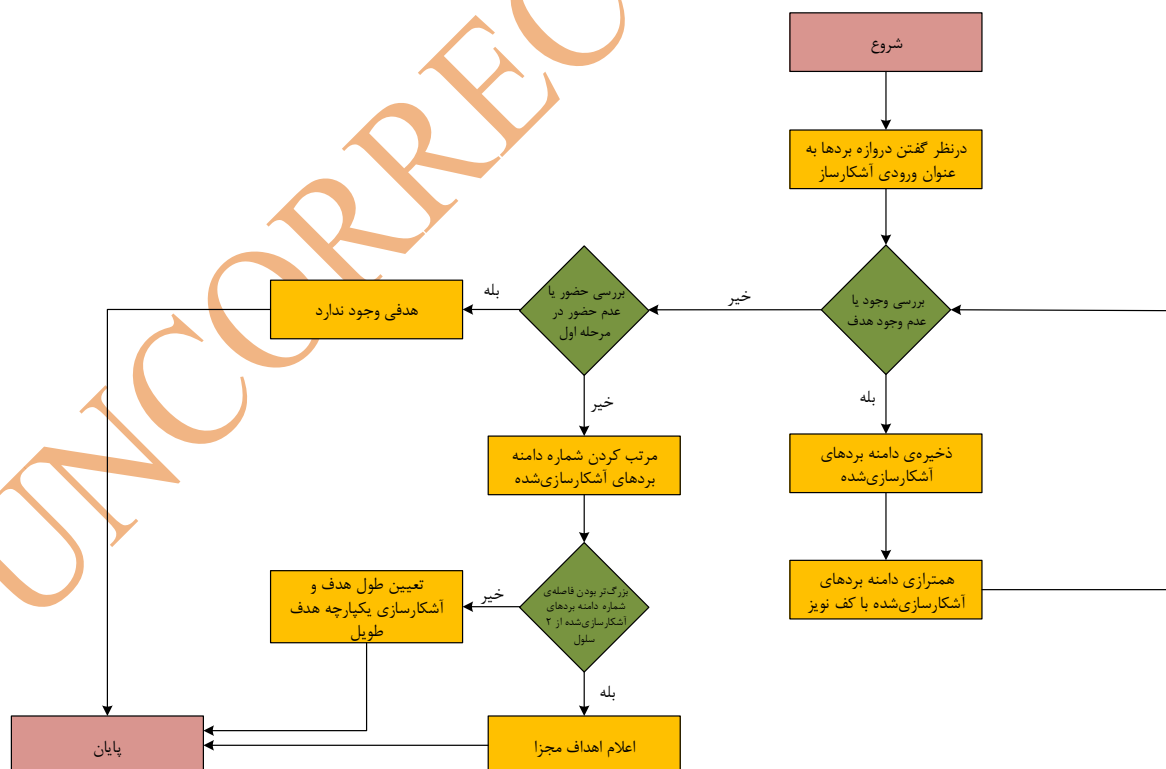 شروع
درنظر گفتن دروازه بردها به
عنوان ورودی آشکارساز
بررسی وجود یا
عدم وجود هدف
خیر
بله
بررسی حضور یا
عدم حضور در
مرحله اول
بله
خیر
هدفی وجود ندارد
ذخیره‌ی دامنه بردهای
آشکارسازی‌شده
همترازی دامنه بردهای
آشکارسازی‌شده با کف نویز
مرتب کردن شماره دامنه
بردهای آشکارسازی‌شده
بزرگ‌تر بودن فاصله‌ی
شماره دامنه بردهای
آشکارسازی‌شده از ۲
سلول
خیر
بله
تعیین طول هدف و
آشکارسازی یکپارچه هدف
طویل
اعلام اهداف مجزا
پایان
UNCORREC